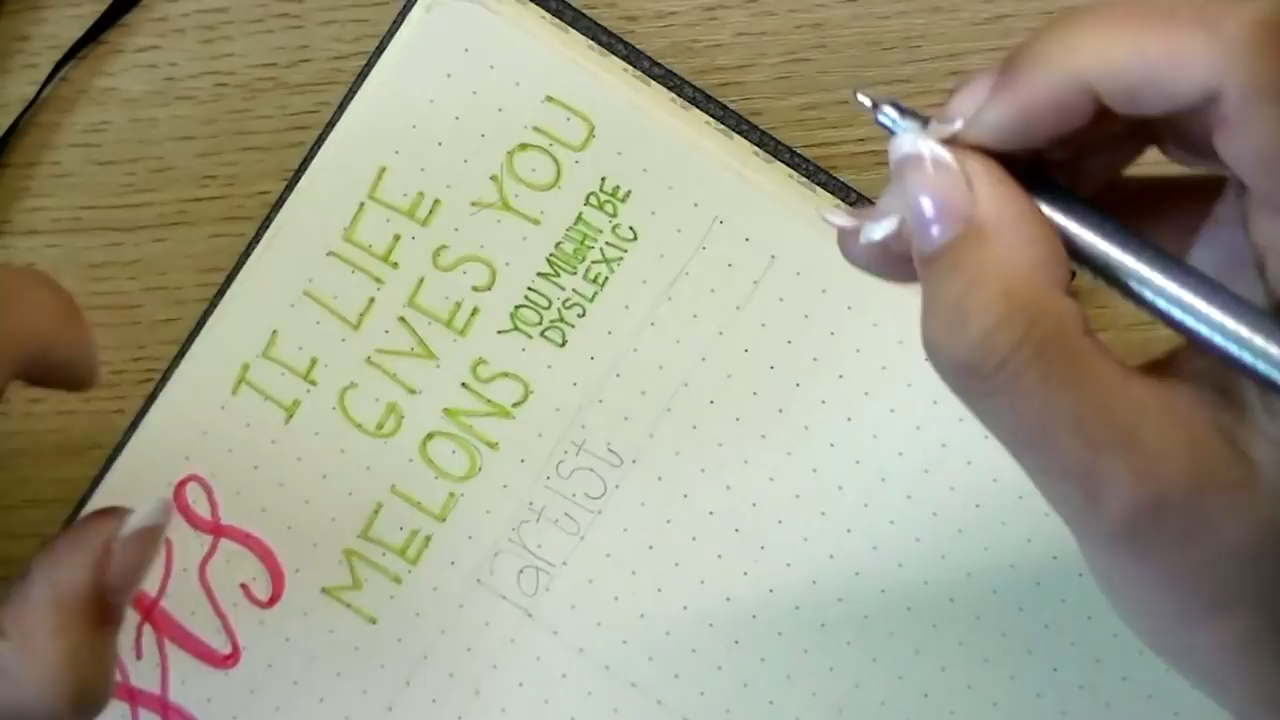 IF LIFE
GIVES YOU
MELONS
YOU MIGHT BE
DYSLEXIC
artist